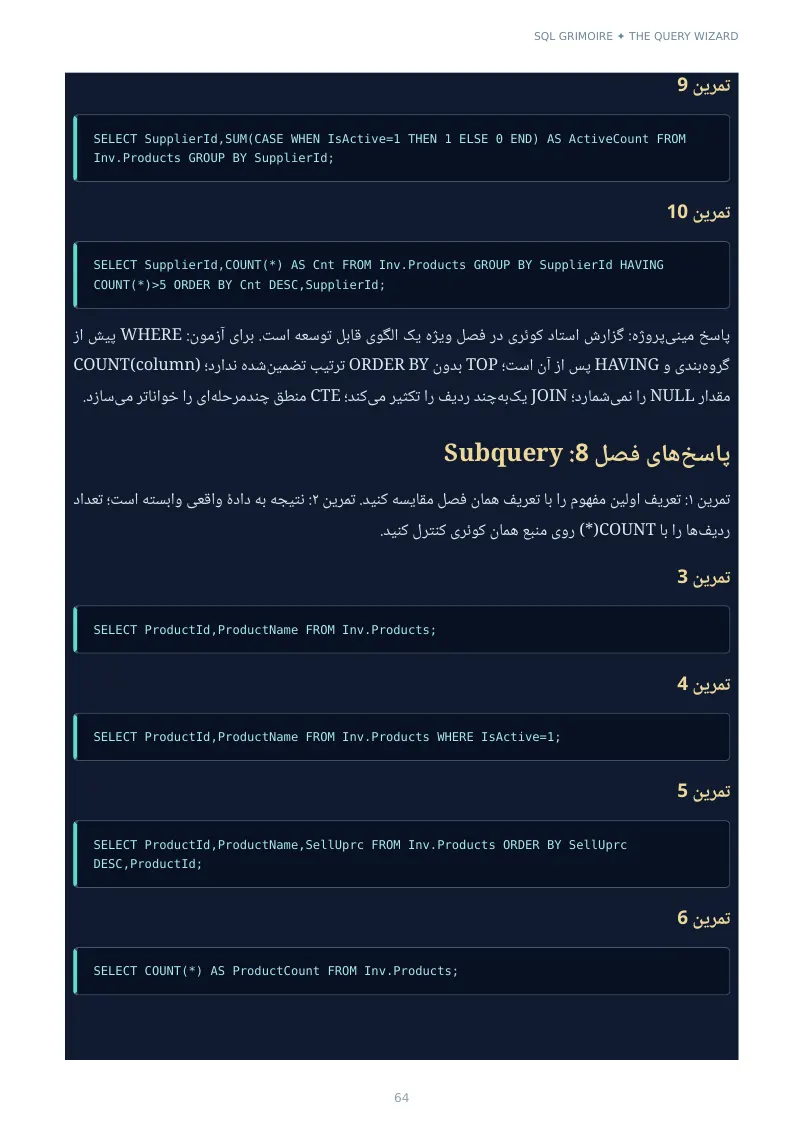 SQL GRIMOIRE ✦ THE QUERY WIZARD
تمرین 9
SELECT SupplierId,SUM(CASE WHEN IsActive=1 THEN 1 ELSE 0 END) AS ActiveCount FROM
Inv.Products GROUP BY SupplierId;
تمرین 10
SELECT SupplierId,COUNT(*) AS Cnt FROM Inv.Products GROUP BY SupplierId HAVING
COUNT(*)>5 ORDER BY Cnt DESC,SupplierId;
پاسخ مینی‌پروژه: گزارش استاد کوئری در فصل ویژه یک الگوی قابل توسعه است. برای آزمون: WHERE پیش از
گروه‌بندی و HAVING پس از آن است؛ TOP بدون ORDER BY ترتیب تضمین‌شده ندارد؛ COUNT(column)
مقدار NULL را نمی‌شمارد؛ JOIN یک‌به‌چند ردیف را تکثیر می‌کند؛ CTE منطق چندمرحله‌ای را خواناتر می‌سازد.
پاسخ‌های فصل 8: Subquery
تمرین ۱: تعریف اولین مفهوم را با تعریف همان فصل مقایسه کنید. تمرین ۲: نتیجه به دادهٔ واقعی وابسته است؛ تعداد
ردیف‌ها را با COUNT(*) روی منبع همان کوئری کنترل کنید.
تمرین 3
SELECT ProductId,ProductName FROM Inv.Products;
تمرین 4
SELECT ProductId,ProductName FROM Inv.Products WHERE IsActive=1;
تمرین 5
SELECT ProductId,ProductName,SellUprc FROM Inv.Products ORDER BY SellUprc
DESC,ProductId;
تمرین 6
SELECT COUNT(*) AS ProductCount FROM Inv.Products;
64